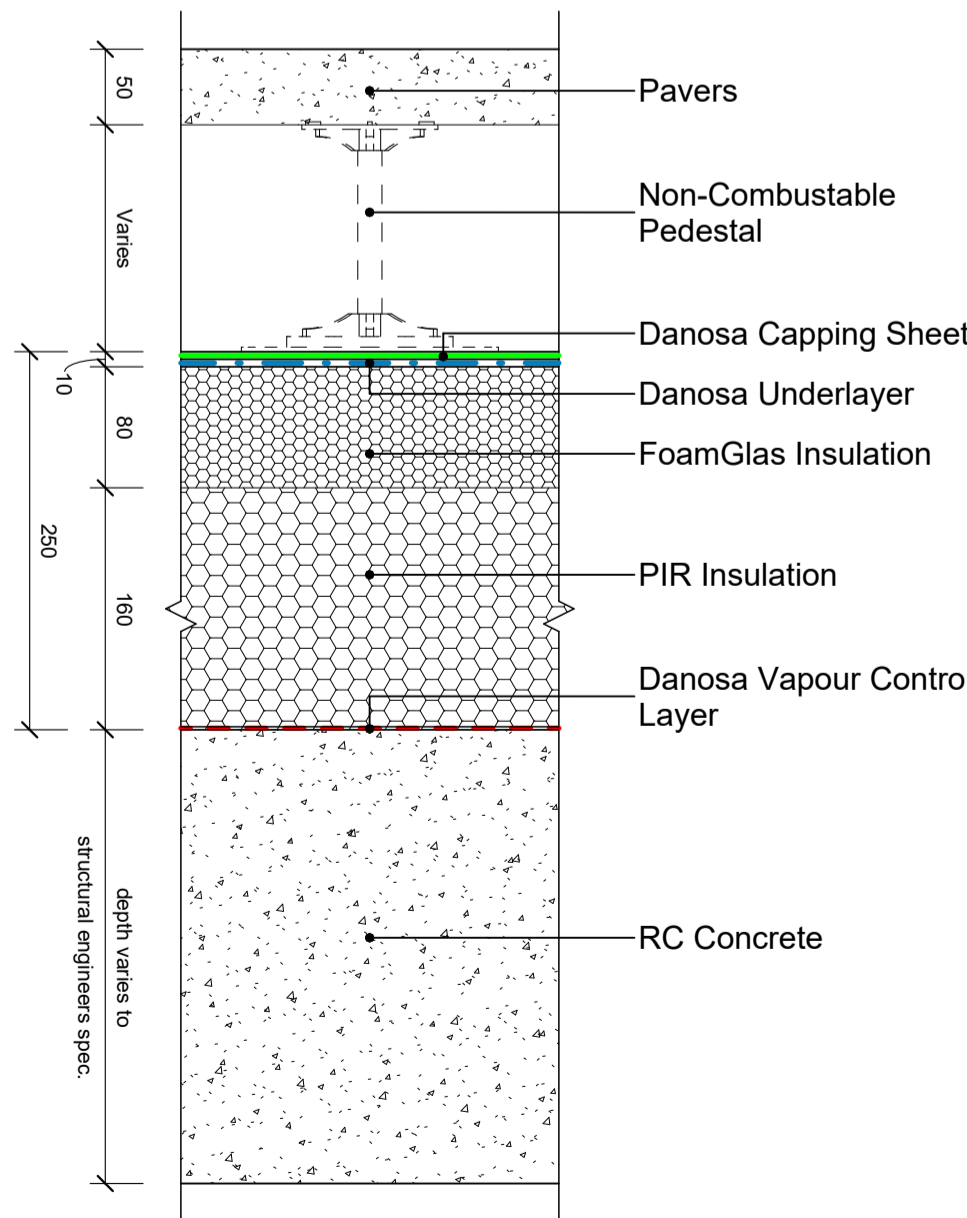 50
Pavers
Varies
Non-Combustable
Pedestal
Danosa Capping Sheet
10
Danosa Underlayer
80
FoamGlas Insulation
250
PIR Insulation
160
Danosa Vapour Contro
Layer
depth varies to
structural engineers spec.
RC Concrete